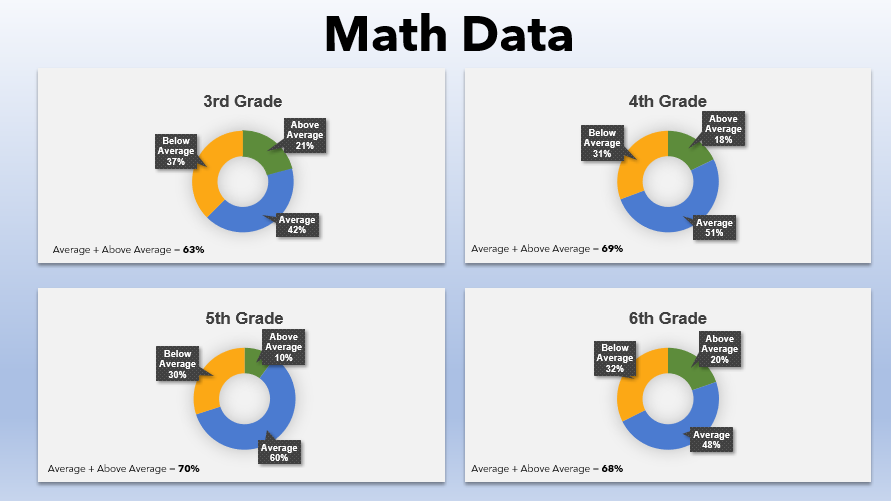 Math Data
3rd Grade
Above
Average
21%
Below
Average
37%
Average
42%
Average + Above Average – 63%
4th Grade
Above
Average
18%
Below
Average
31%
Average
51%
Average + Above Average – 69%
5th Grade
Above
Average
10%
Below
Average
30%
Average
60%
Average + Above Average – 70%
6th Grade
Above
Average
20%
Below
Average
32%
Average
48%
Average + Above Average – 68%